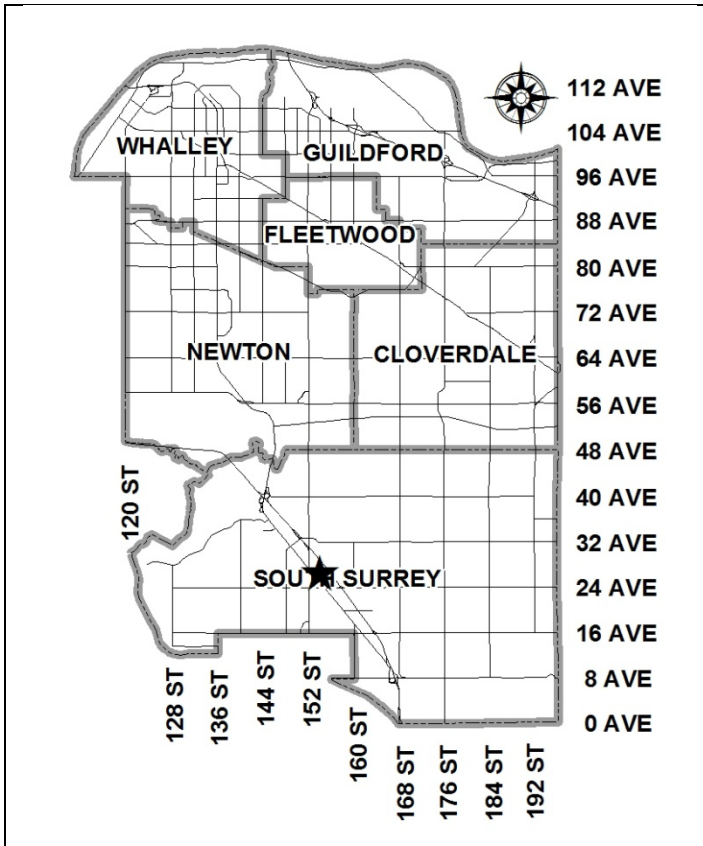 112 AVE
104 AVE
WHALLEY
GUILDFORD
96 AVE
88 AVE
FLEETWOOD
80 AVE
72 AVE
NEWTON
CLOVERDALE
64 AVE
56 AVE
48 AVE
120 ST
40 AVE
32 AVE
SOUTH SURREY
24 AVE
16 AVE
8 AVE
0 AVE
128 ST
136 ST
144 ST
152 ST
160 ST
168 ST
176 ST
184 ST
192 ST